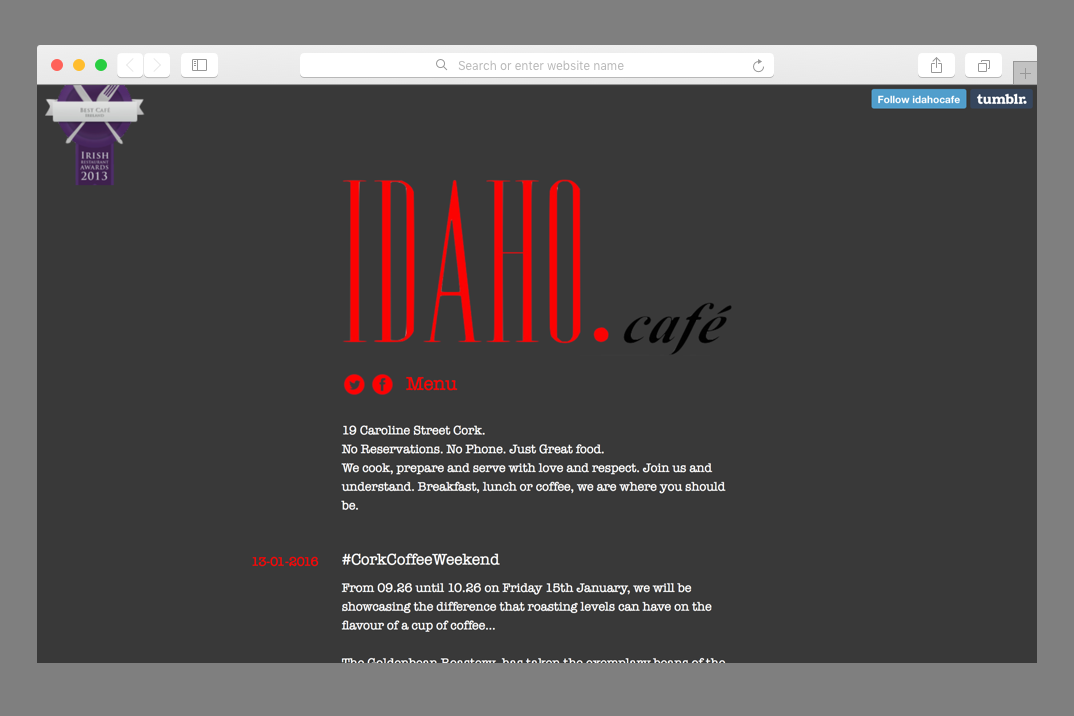 Search or enter website name
BEST CAFÉ
IRISH
RESTAURANT
AWARDS
2013
Follow idahocafe
tumblr.
IDAHO.
café
Menu
19 Caroline Street Cork.
No Reservations. No Phone. Just Great food.
We cook, prepare and serve with love and respect. Join us and
understand. Breakfast, lunch or coffee, we are where you should
be.
13-01-2016
#CorkCoffeeWeekend
From 09.26 until 10.26 on Friday 15th January, we will be
showcasing the difference that roasting levels can have on the
flavour of a cup of coffee...
The Goldenbean Roastery, has taken the exemplary beans of the